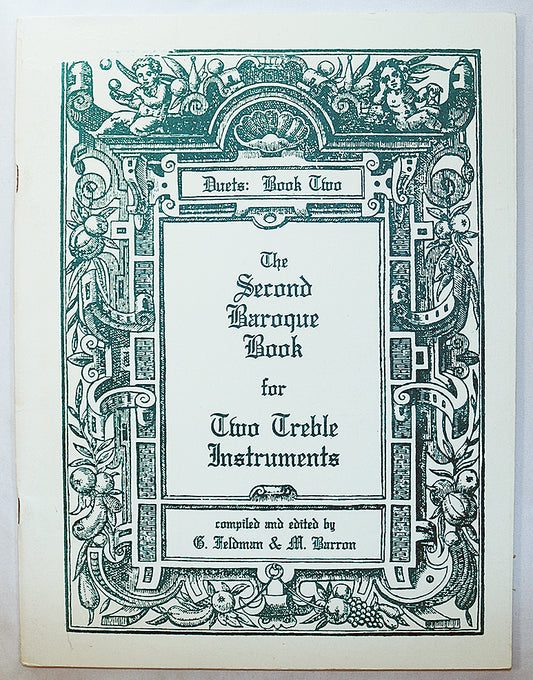 Duets: Book Two
The
Second
Baroque
Book
for
Two Treble
Instruments
compiled and edited by
G. Feldman & M. Barron